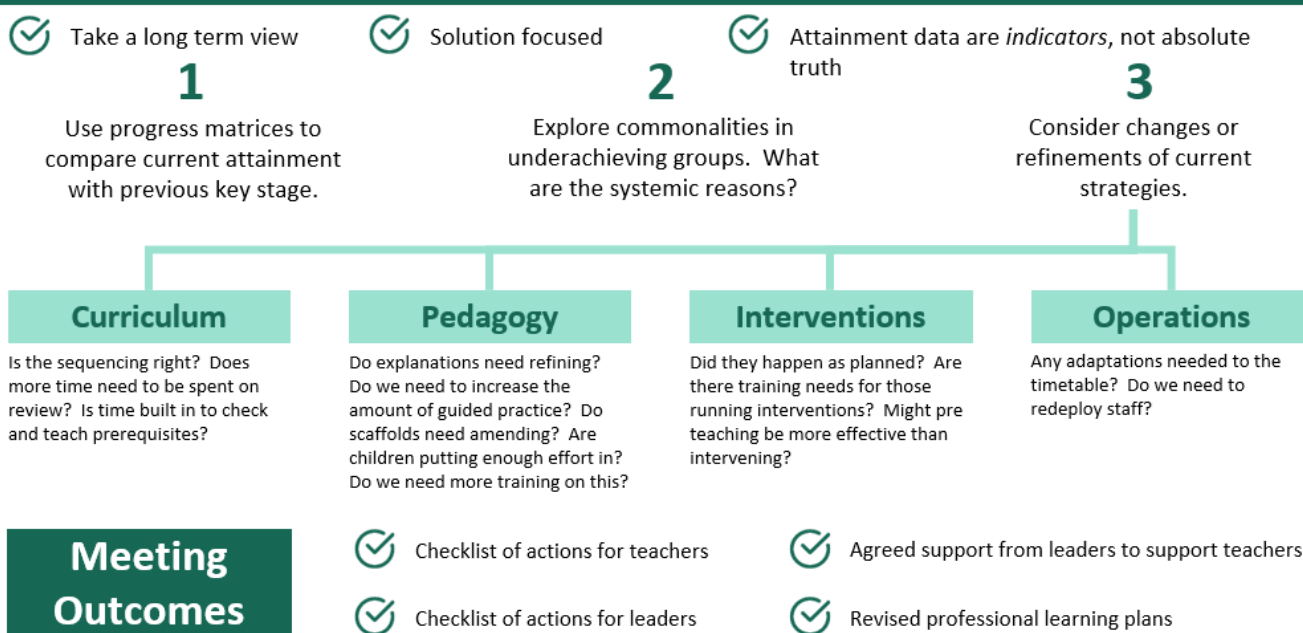 Take a long term view
Solution focused
Attainment data are indicators, not absolute
truth
1
Use progress matrices to
compare current attainment
with previous key stage.
2
Explore commonalities in
underachieving groups. What
are the systemic reasons?
3
Consider changes or
refinements of current
strategies.
Curriculum
Is the sequencing right? Does
more time need to be spent on
review? Is time built in to check
and teach prerequisites?
Pedagogy
Do explanations need refining?
Do we need to increase the
amount of guided practice? Do
scaffolds need amending? Are
children putting enough effort in?
Do we need more training on this?
Interventions
Did they happen as planned? Are
there training needs for those
running interventions? Might pre
teaching be more effective than
intervening?
Operations
Any adaptations needed to the
timetable? Do we need to
redeploy staff?
Meeting
Outcomes
Checklist of actions for teachers
Agreed support from leaders to support teachers
Checklist of actions for leaders
Revised professional learning plans